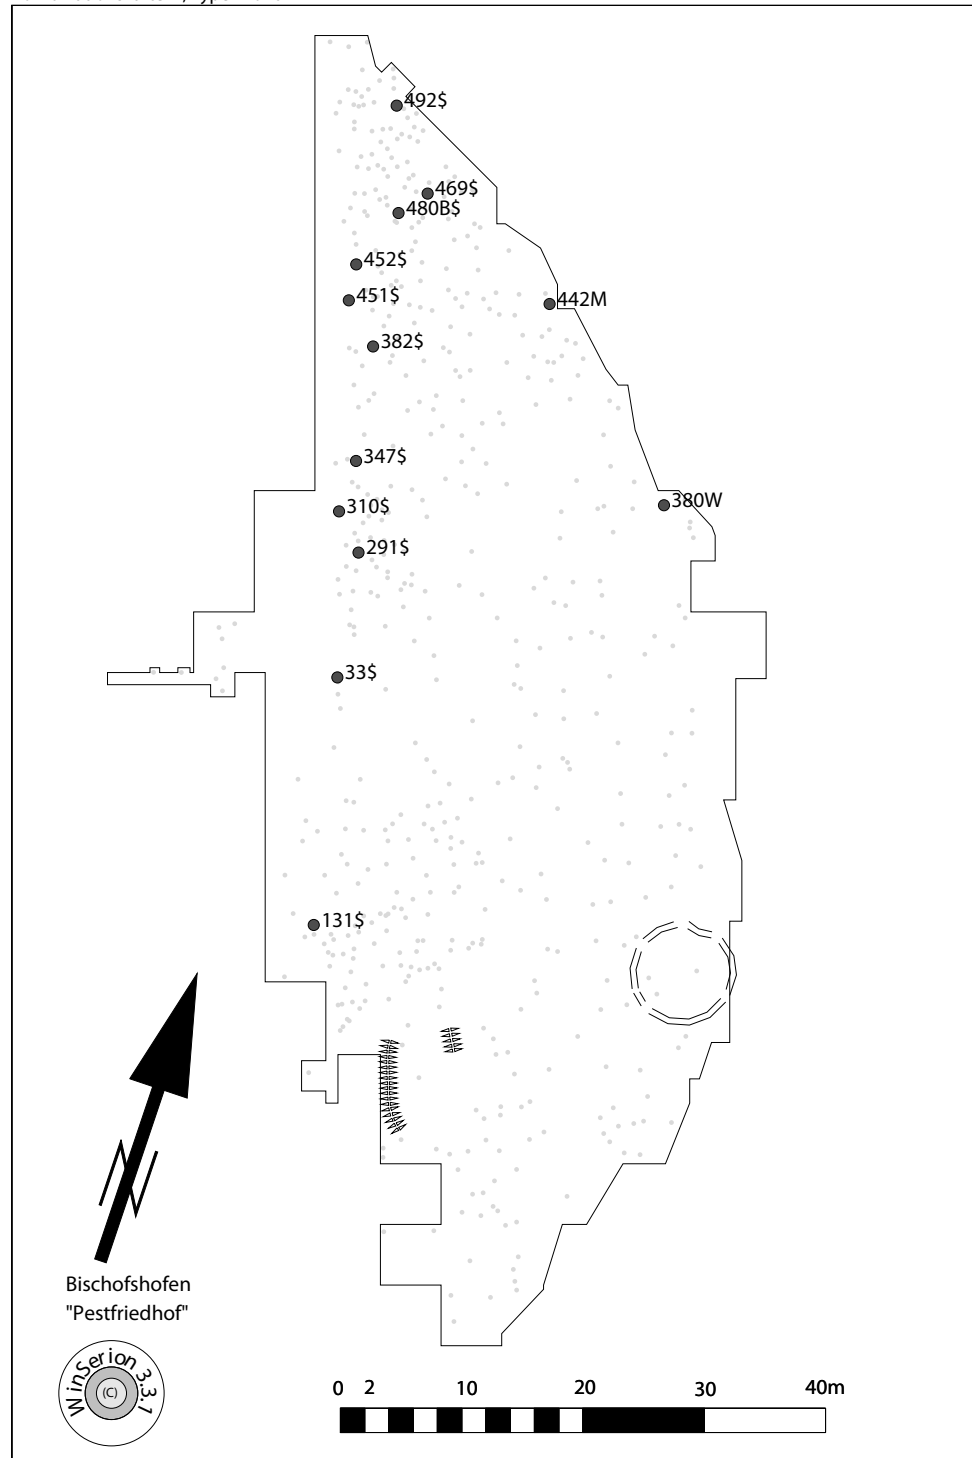 492$
469$
480B$
452$
451$
442M
382$
347$
310$
380W
291$
33$
131$
Bischofshofen
"Pestfriedhof"
WinSerion 3.3.1
(C)
0 2 10 20 30 40m